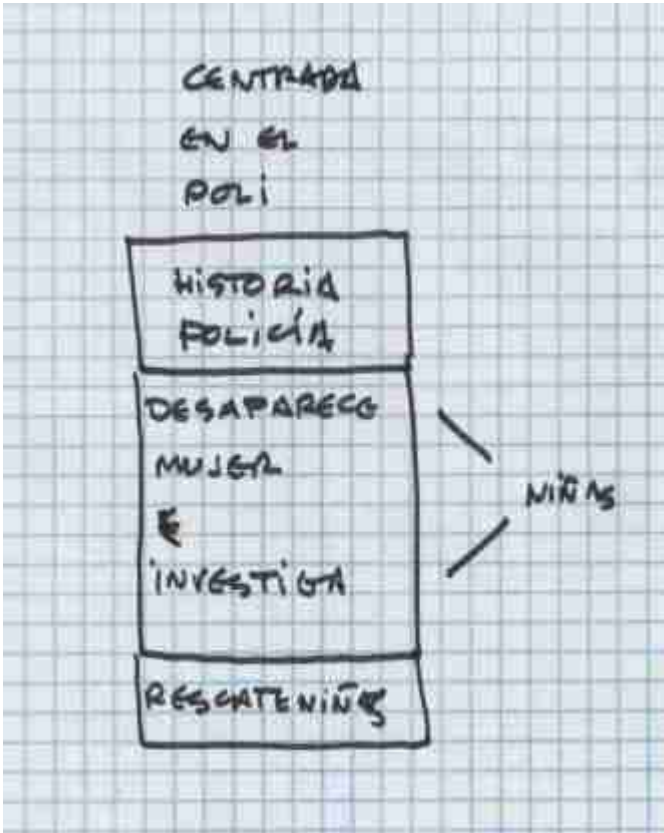 CENTRADA
EN EL
POLI
HISTORIA
POLICÍA
DESAPARECE
MUJER
E
INVESTIGA
NIÑAS
RESCATE NIÑAS